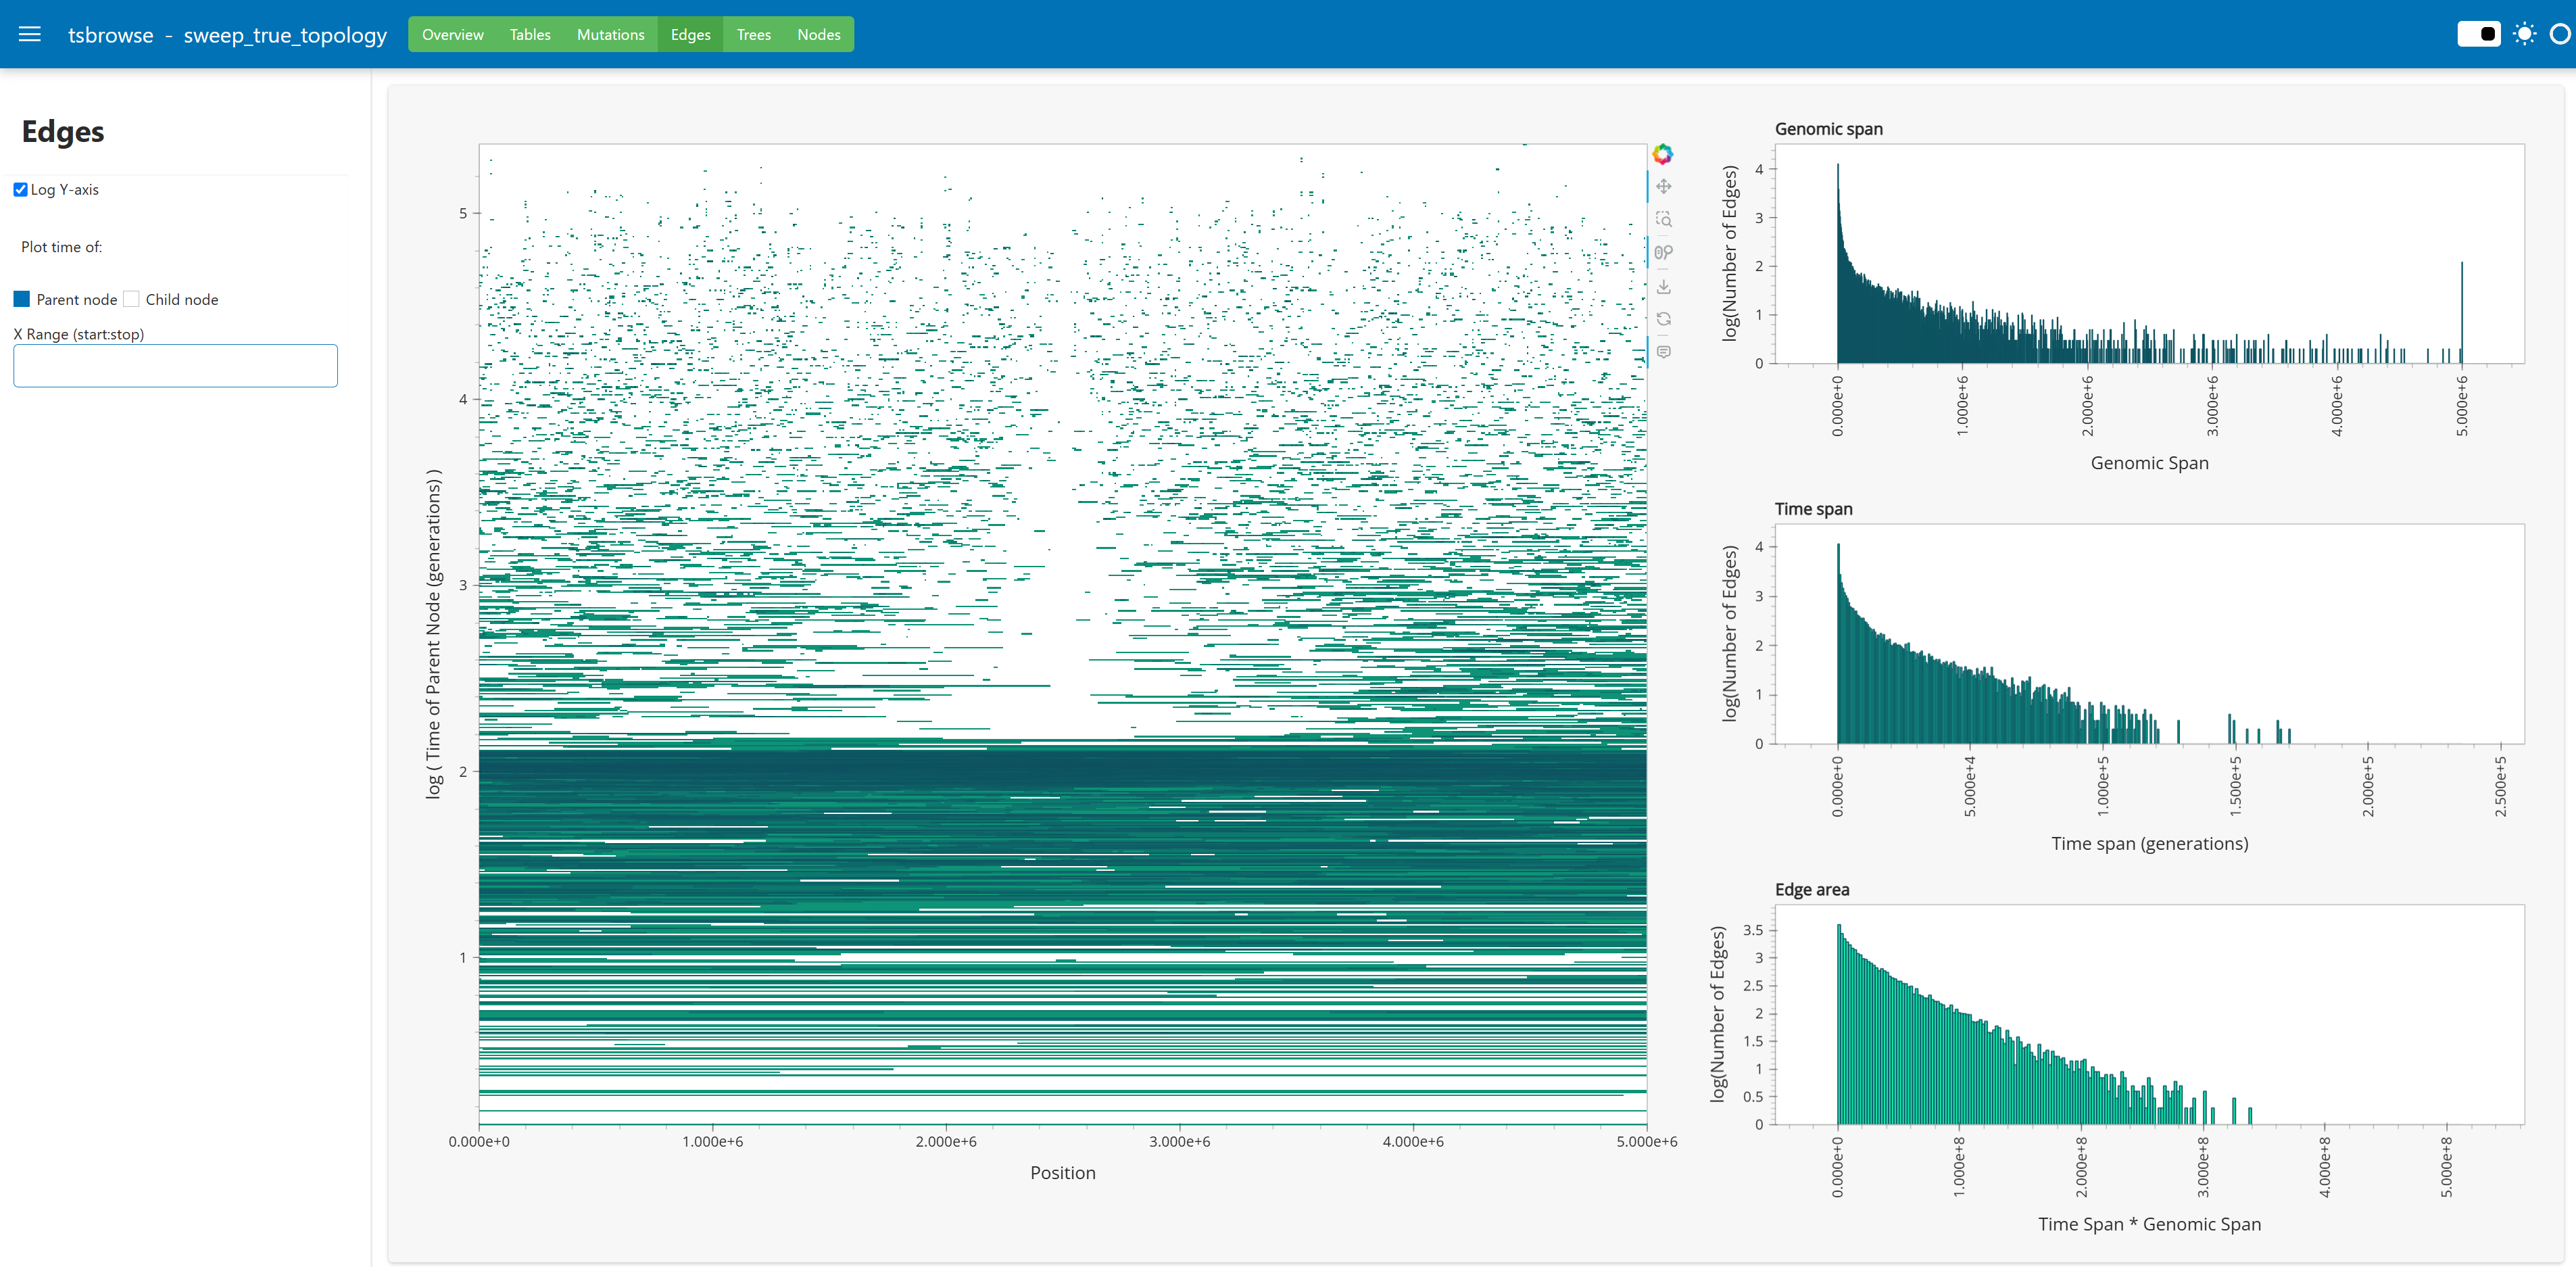 tsbrowse - sweep_true_topology
Overview Tables Mutations Edges Trees Nodes
Edges
Log Y-axis
Plot time of:
Parent node Child node
X Range (start:stop)
log ( Time of Parent Node (generations) )
5
4
3
2
1
0.000e+0 1.000e+6 2.000e+6 3.000e+6 4.000e+6 5.000e+6
Position
Genomic span
log(Number of Edges)
4
3
2
1
0
0.000e+0 1.000e+6 2.000e+6 3.000e+6 4.000e+6 5.000e+6
Genomic Span
Time span
log(Number of Edges)
4
3
2
1
0
0.000e+0 5.000e+4 1.000e+5 1.500e+5 2.000e+5 2.500e+5
Time span (generations)
Edge area
log(Number of Edges)
3.5
3
2.5
2
1.5
1
0.5
0
0.000e+0 1.000e+8 2.000e+8 3.000e+8 4.000e+8 5.000e+8
Time Span * Genomic Span